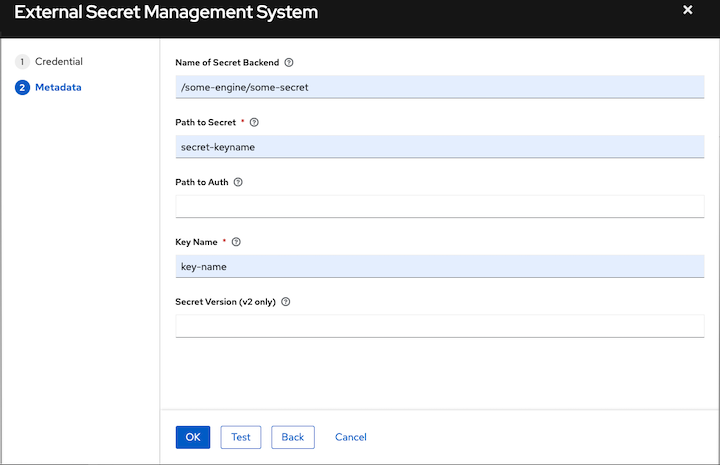 External Secret Management System
1 Credential
2 Metadata
Name of Secret Backend
/some-engine/some-secret
Path to Secret *
secret-keyname
Path to Auth
Key Name *
key-name
Secret Version (v2 only)
OK Test Back Cancel